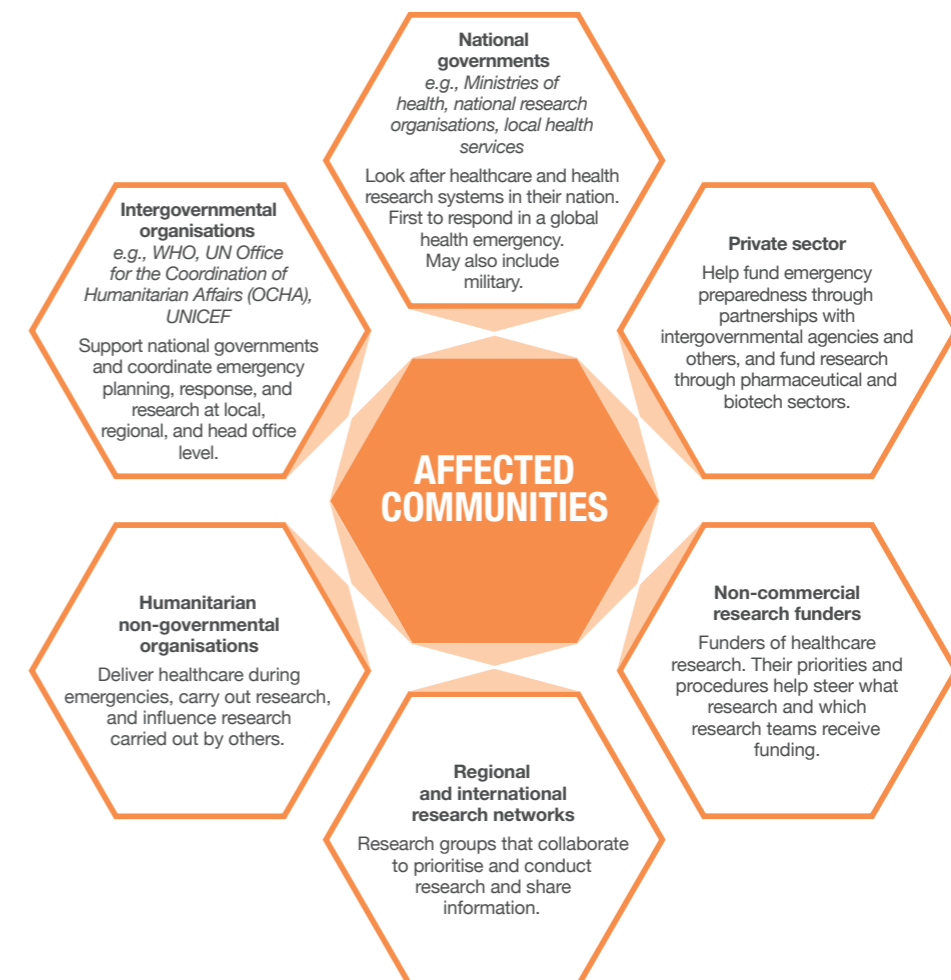 National
governments
e.g., Ministries of
health, national research
organisations, local health
services
Look after healthcare and health
research systems in their nation.
First to respond in a global
health emergency.
May also include
military.
Intergovernmental
organisations
e.g., WHO, UN Office
for the Coordination of
Humanitarian Affairs (OCHA),
UNICEF
Support national governments
and coordinate emergency
planning, response, and
research at local,
regional, and head office
level.
Private sector
Help fund emergency
preparedness through
partnerships with
intergovernmental agencies and
others, and fund research
through pharmaceutical and
biotech sectors.
AFFECTED
COMMUNITIES
Humanitarian
non-governmental
organisations
Deliver healthcare during
emergencies, carry out research,
and influence research
carried out by others.
Non-commercial
research funders
Funders of healthcare
research. Their priorities and
procedures help steer what
research and which
research teams receive
funding.
Regional
and international
research networks
Research groups that collaborate
to prioritise and conduct
research and share
information.